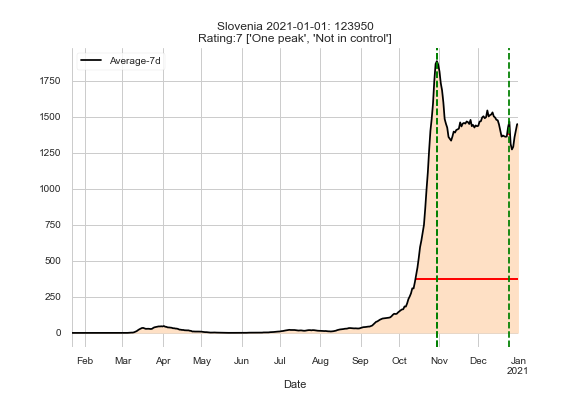 Slovenia 2021-01-01: 123950
Rating:7 ['One peak', 'Not in control']
Average-7d
1750
1500
1250
1000
750
500
250
0
Feb Mar Apr May Jun Jul Aug Sep Oct Nov Dec Jan
2021
Date